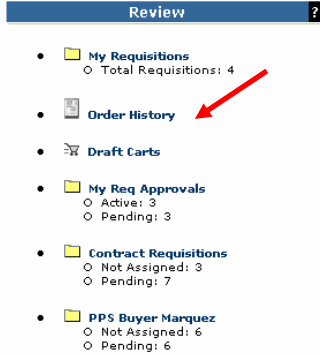 Review ?
My Requisitions
Total Requisitions: 4
Order History
Draft Carts
My Req Approvals
Active: 3
Pending: 3
Contract Requisitions
Not Assigned: 3
Pending: 7
PPS Buyer Marquez
Not Assigned: 6
Pending: 6